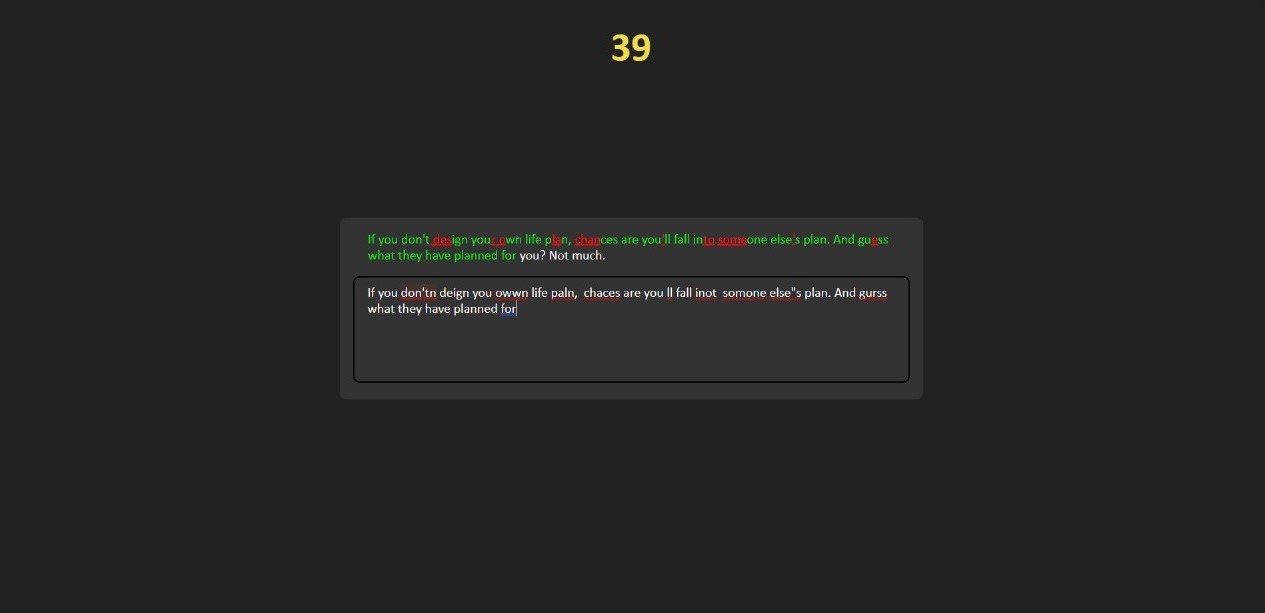 39
If you don't design your own life plan, chances are you'll fall into someone else's plan. And guess
what they have planned for you? Not much.
If you don'tn deign you owwn life paln,  chaces are you ll fall inot  somone else"s plan. And gurss
what they have planned for